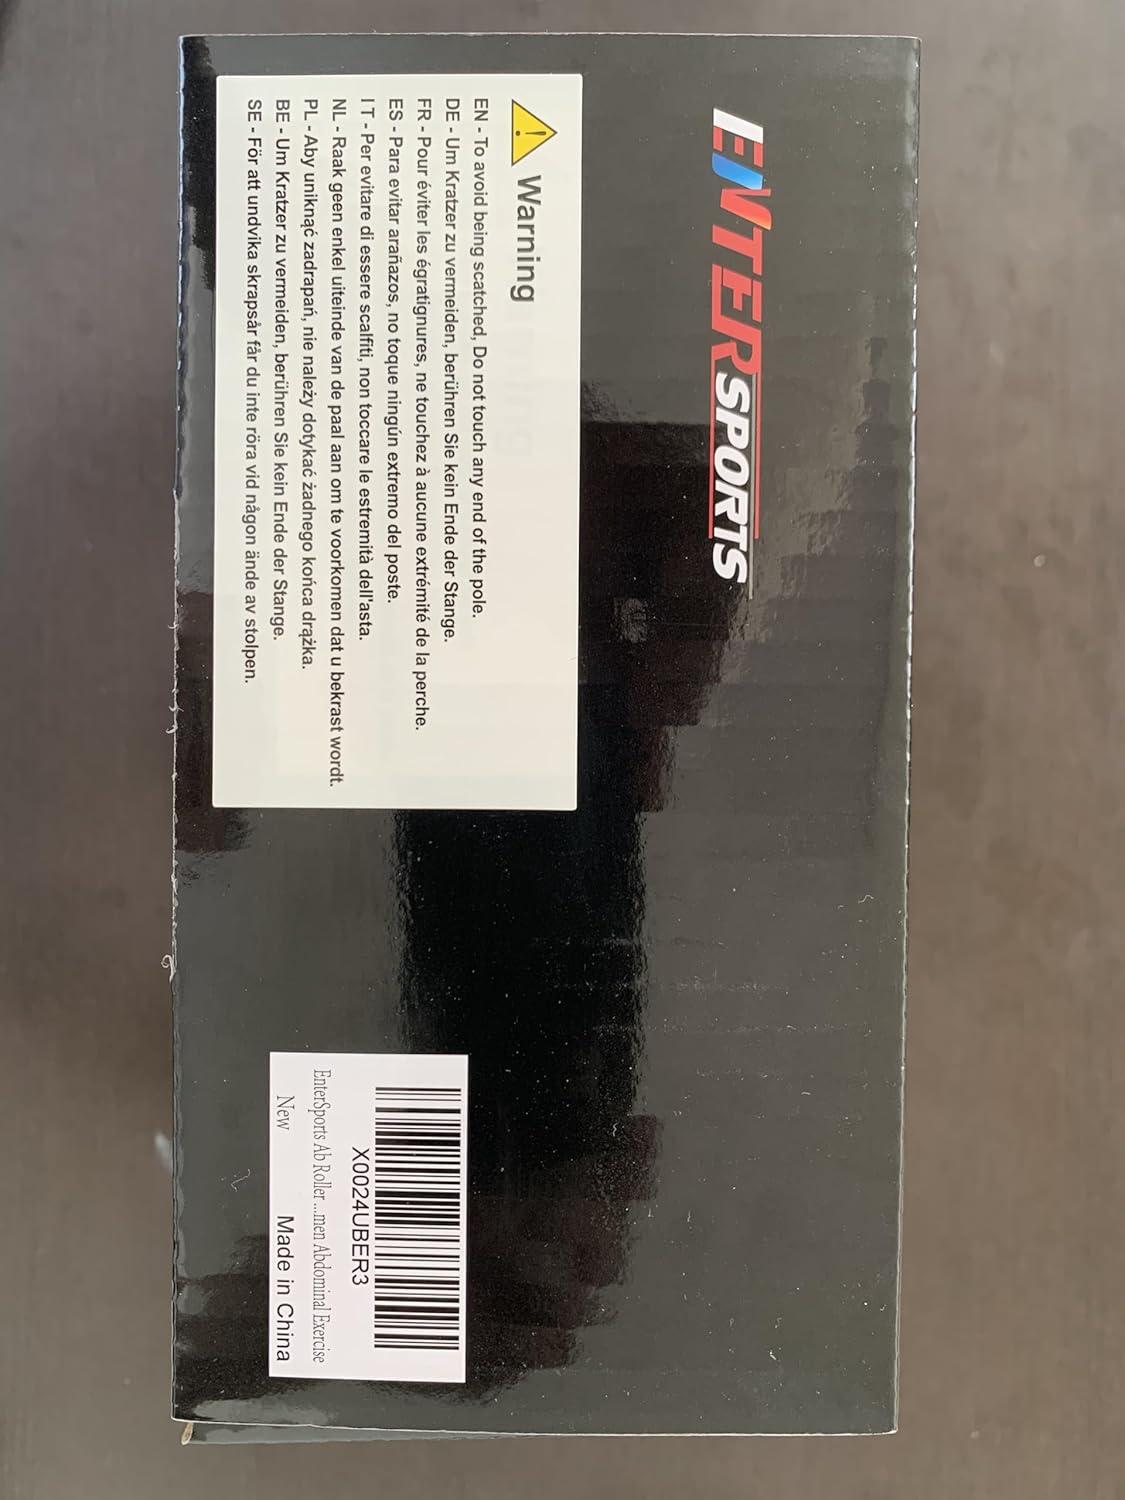 ENTERSPORTS
Warning
EN - To avoid being scatched, Do not touch any end of the pole.
DE - Um Kratzer zu vermeiden, berühren Sie kein Ende der Stange.
FR - Pour éviter les égratignures, ne touchez à aucune extrémité de la perche.
ES - Para evitar arañazos, no toque ningún extremo del poste.
IT - Per evitare di essere scalfiti, non toccare le estremità dell'asta.
NL - Raak geen enkel uiteinde van de paal aan om te voorkomen dat u bekrast wordt.
PL - Aby uniknąć zadrapań, nie należy dotykać żadnego końca drążka.
BE - Um Kratzer zu vermeiden, berühren Sie kein Ende der Stange.
SE - För att undvika skrapsår får du inte röra vid någon ände av stolpen.
X0024UBER3
EnterSports Ab Roller ...men Abdominal Exercise
New Made in China